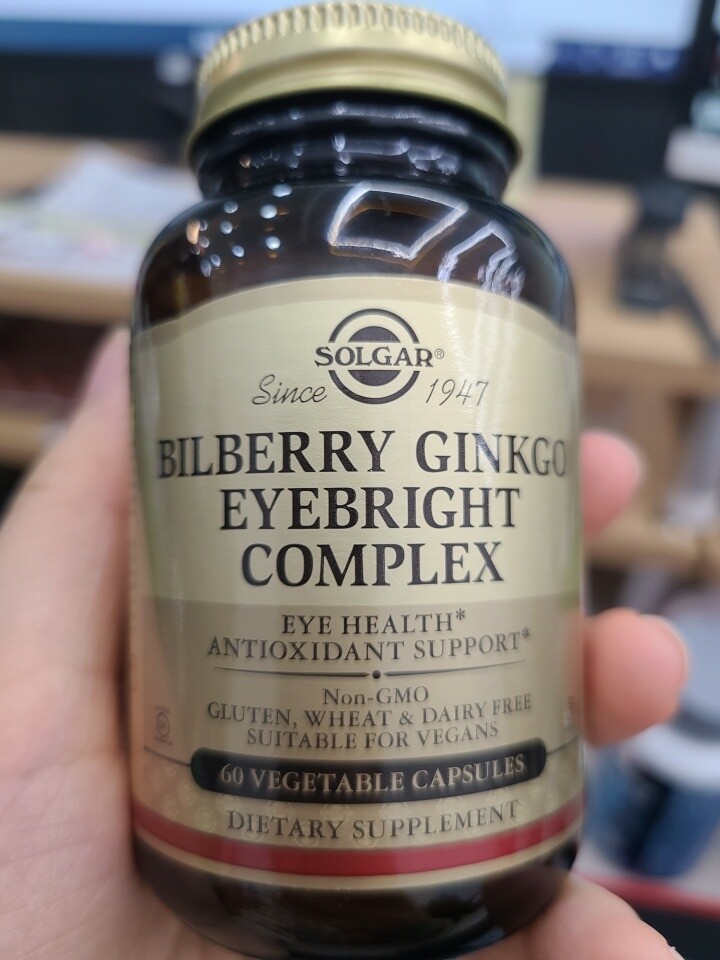 SOLGAR®
Since 1947
BILBERRY GINKGO
EYEBRIGHT
COMPLEX
EYE HEALTH*
ANTIOXIDANT SUPPORT*
Non-GMO
GLUTEN, WHEAT & DAIRY FREE
SUITABLE FOR VEGANS
60 VEGETABLE CAPSULES
DIETARY SUPPLEMENT